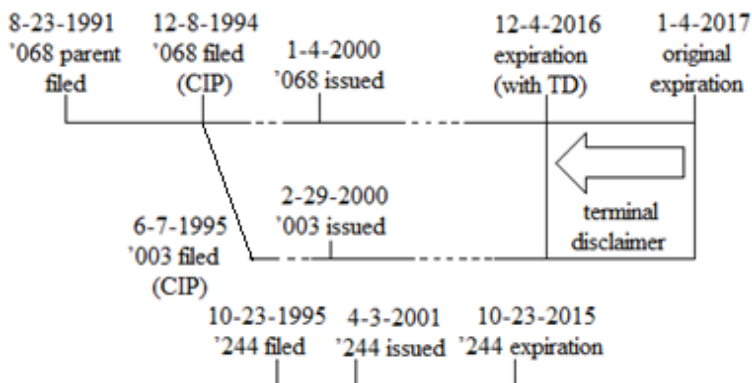 8-23-1991
’068 parent
filed
12-8-1994
’068 filed
(CIP)
1-4-2000
’068 issued
12-4-2016
expiration
(with TD)
1-4-2017
original
expiration
terminal
disclaimer
6-7-1995
’003 filed
(CIP)
2-29-2000
’003 issued
10-23-1995
’244 filed
4-3-2001
’244 issued
10-23-2015
’244 expiration